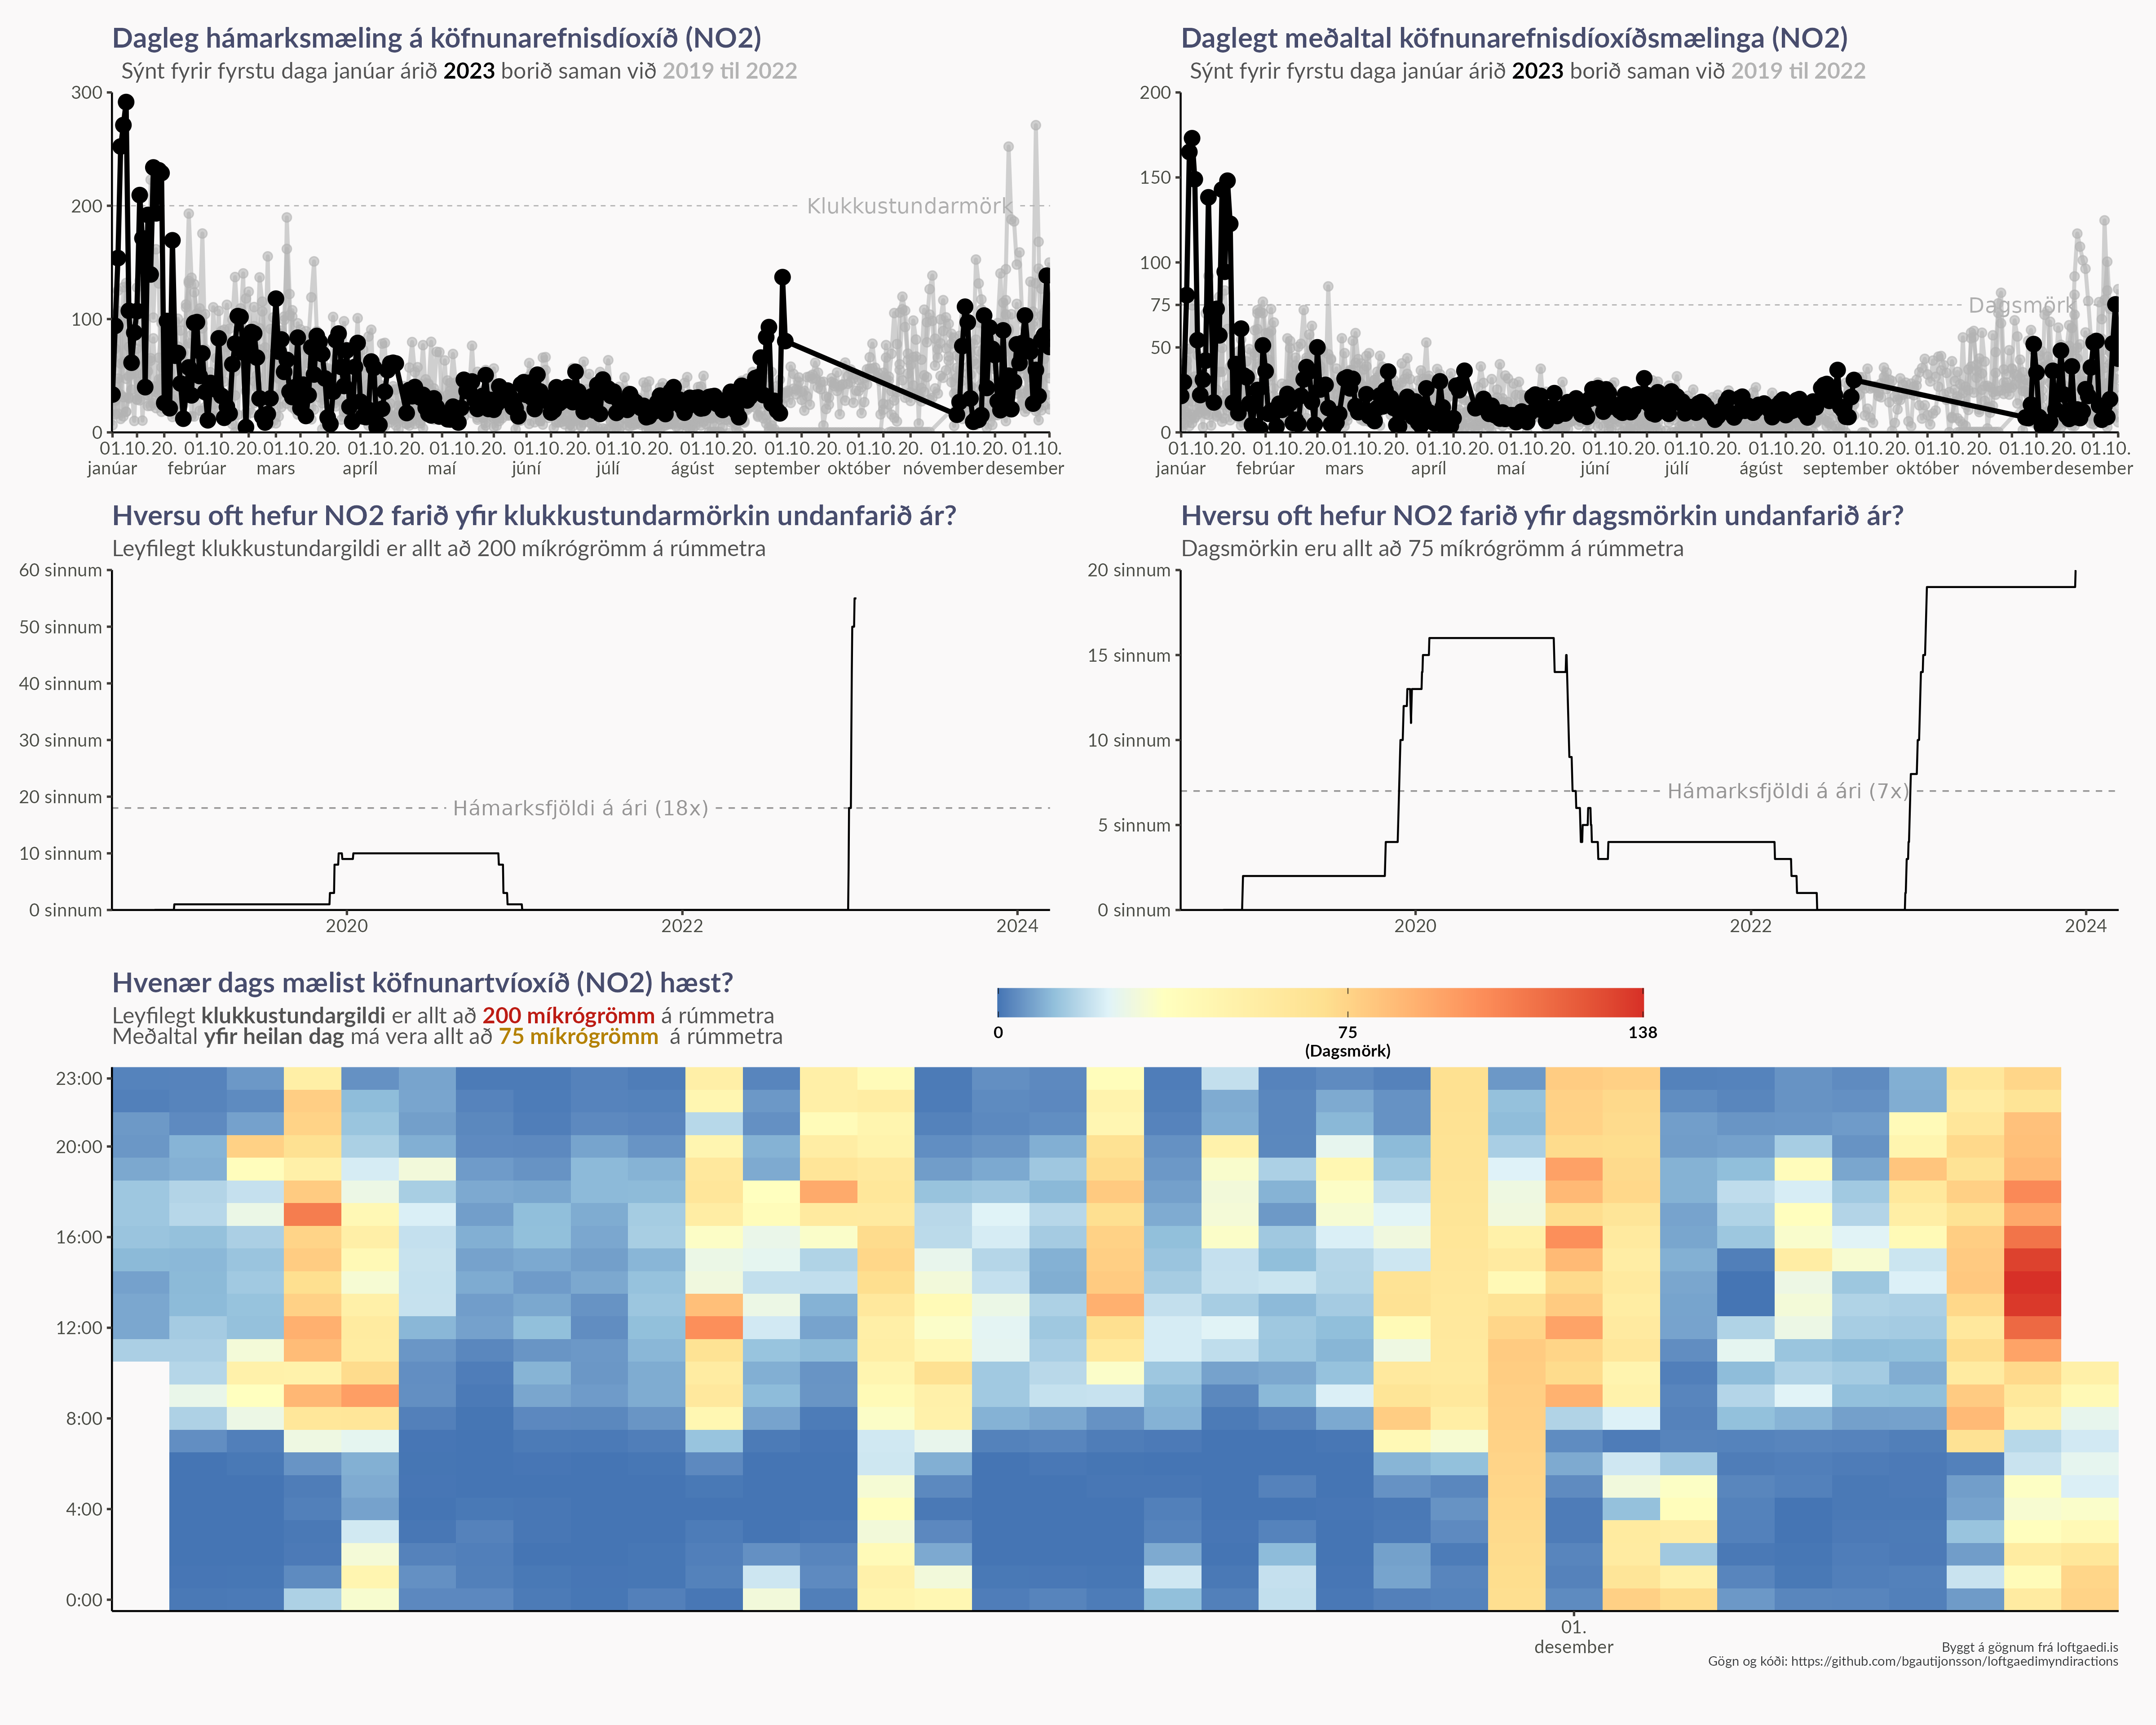 Dagleg hámarksmæling á köfnunarefnisdíoxíð (NO2)
Sýnt fyrir fyrstu daga janúar árið 2023 borið saman við 2019 til 2022
300
200
100
0
Klukkustundarmörk
01.10.20. 01.10.20. 01.10.20. 01.10.20. 01.10.20. 01.10.20. 01.10.20. 01.10.20. 01.10.20. 01.10.20. 01.10.20. 01.10.
janúar febrúar mars apríl maí júní júlí ágúst september október nóvember desember
Daglegt meðaltal köfnunarefnisdíoxíðsmælinga (NO2)
Sýnt fyrir fyrstu daga janúar árið 2023 borið saman við 2019 til 2022
200
150
100
75
50
0
Dagsmörk
01.10.20. 01.10.20. 01.10.20. 01.10.20. 01.10.20. 01.10.20. 01.10.20. 01.10.20. 01.10.20. 01.10.20. 01.10.20. 01.10.
janúar febrúar mars apríl maí júní júlí ágúst september október nóvember desember
Hversu oft hefur NO2 farið yfir klukkustundarmörkin undanfarið ár?
Leyfilegt klukkustundargildi er allt að 200 míkrógrömm á rúmmetra
60 sinnum
50 sinnum
40 sinnum
30 sinnum
20 sinnum
10 sinnum
0 sinnum
Hámarksfjöldi á ári (18x)
2020 2022 2024
Hversu oft hefur NO2 farið yfir dagsmörkin undanfarið ár?
Dagsmörkin eru allt að 75 míkrógrömm á rúmmetra
20 sinnum
15 sinnum
10 sinnum
5 sinnum
0 sinnum
Hámarksfjöldi á ári (7x)
2020 2022 2024
Hvenær dags mælist köfnunartvíoxíð (NO2) hæst?
Leyfilegt klukkustundargildi er allt að 200 míkrógrömm á rúmmetra
Meðaltal yfir heilan dag má vera allt að 75 míkrógrömm á rúmmetra
0 75 138
(Dagsmörk)
23:00
20:00
16:00
12:00
8:00
4:00
0:00
01.
desember
Byggt á gögnum frá loftgaedi.is
Gögn og kóði: https://github.com/bgautijonsson/loftgaedimyndiractions